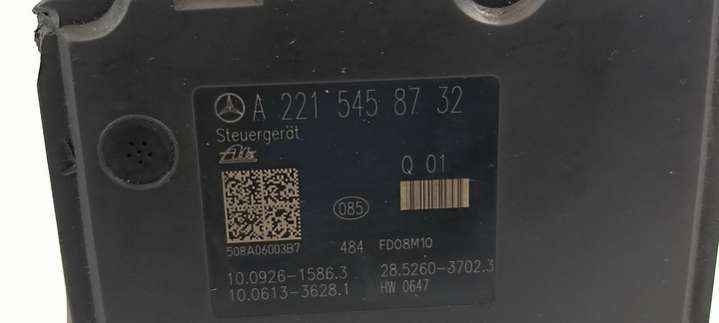 A 221 545 87 32
Steuergerät
Ate
Q 01
085
508A06003B7
484 FD08M10
10.0926-1586.3 28.5260-3702.3
10.0613-3628.1 HW 0647